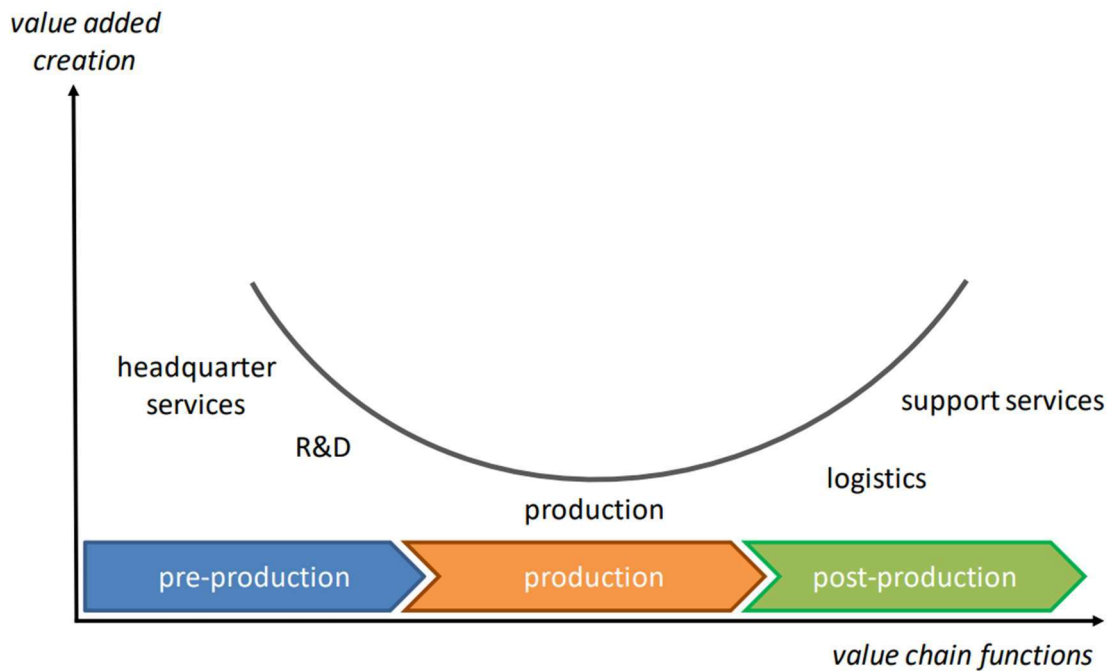 value added
creation
headquarter
services
R&D
support services
logistics
production
pre-production
production
post-production
value chain functions